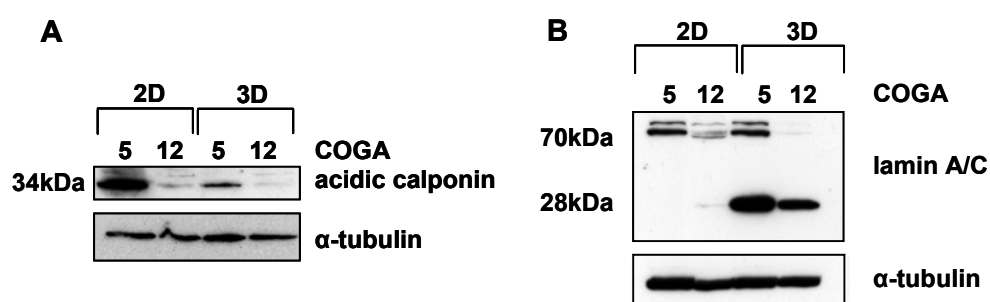 A
2D 3D
5 12 5 12 COGA
34kDa acidic calponin
α-tubulin
B
2D 3D
5 12 5 12 COGA
70kDa
lamin A/C
28kDa
α-tubulin